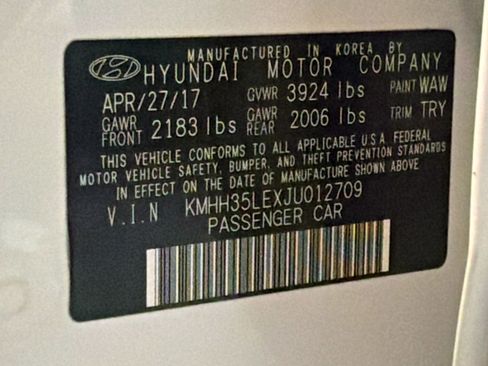 MANUFACTURED IN KOREA BY
HYUNDAI MOTOR COMPANY
APR/27/17 GVWR 3924 lbs PAINT WAW
GAWR FRONT 2183 lbs GAWR REAR 2006 lbs TRIM TRY
THIS VEHICLE CONFORMS TO ALL APPLICABLE U.S.A. FEDERAL
MOTOR VEHICLE SAFETY, BUMPER, AND THEFT PREVENTION STANDARDS
IN EFFECT ON THE DATE OF MANUFACTURE SHOWN ABOVE.
V.I.N KMHH35LEXJU012709
PASSENGER CAR